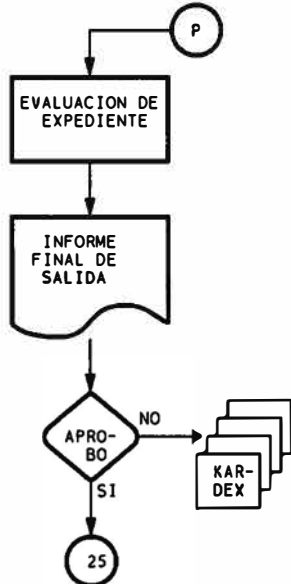 P
EVALUACION DE
EXPEDIENTE
INFORME
FINAL DE
SALIDA
APRO-
BO
NO
KAR-
DEX
SI
25